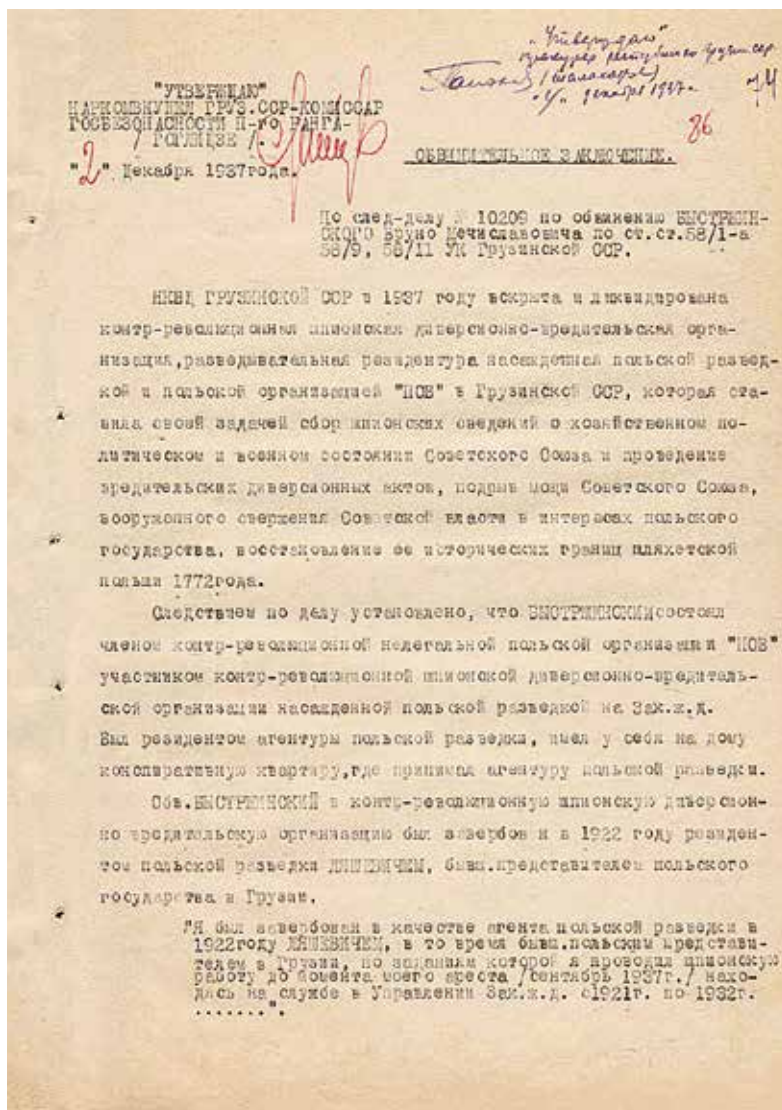 "Утверждаю"
прокурор республики Груз. сср.
декабря 1937г.
74
"УТВЕРЖДАЮ"
НАРКОМВНУДЕЛ ГРУЗ.ССР-КОМИССАР
ГОСБЕЗОПАСНОСТИ П-го РАНГА-
/ ГОГЛИДЗЕ /.
86
ОБВИНИТЕЛЬНОЕ ЗАКЛЮЧЕНИЕ.
"2" Декабря 1937года.
По след-делу № 10209 по обвинению БЫСТРЖИН-
СКОГО Бруно Мечиславовича по ст.ст.58/1-а
58/9, 58/11 УК Грузинской ССР.
НКВД ГРУЗИНСКОЙ ССР в 1937 году вскрыта и ликвидирована
контр-революционная шпионская диверсионно-вредительская орга-
низация,разведывательная резидентура насажденная польской развед-
кой и польской организацией "ПОВ" в Грузинской ССР, которая ста-
вила своей задачей сбор шпионских сведений о хозяйственном по-
литическом и военном состоянии Советского Союза и проведение
вредительских диверсионных актов, подрыв мощи Советского Союза,
вооружонного свержения Советской власти в интересах польского
государства, восстановление ее исторических границ шляхетской
польши 1772года.
Следствием по делу установлено, что БЫСТРЖИНСКИЙ состоял
членом контр-революционной нелегальной польской организации "ПОВ"
участником контр-революционной шпионской диверсионно-вредитель-
ской организации насажденной польской разведкой на Зак.ж.д.
Был резидентом агентуры польской разведки, имел у себя на дому
конспиративную квартиру,где принимал агентуру польской разведки.
Обв.БЫСТРЖИНСКИЙ в контр-революционную шпионскую диверсион-
но вредительскую организацию был завербован в 1922 году резиден-
том польской разведки ЛЯШЕВИЧЕМ, бывш.представителем польского
государства в Грузии.
"Я был завербован в качестве агента польской разведки в
1922году ЛЯШЕВИЧЕМ, в то время бывш.польским представи-
телем в Грузии, по заданиям которой я проводил шпионскую
работу до момента моего ареста /сентябрь 1937г./ нахо-
дясь на службе в Управлении Зак.ж.д. с1921г. по 1932г.
.......".